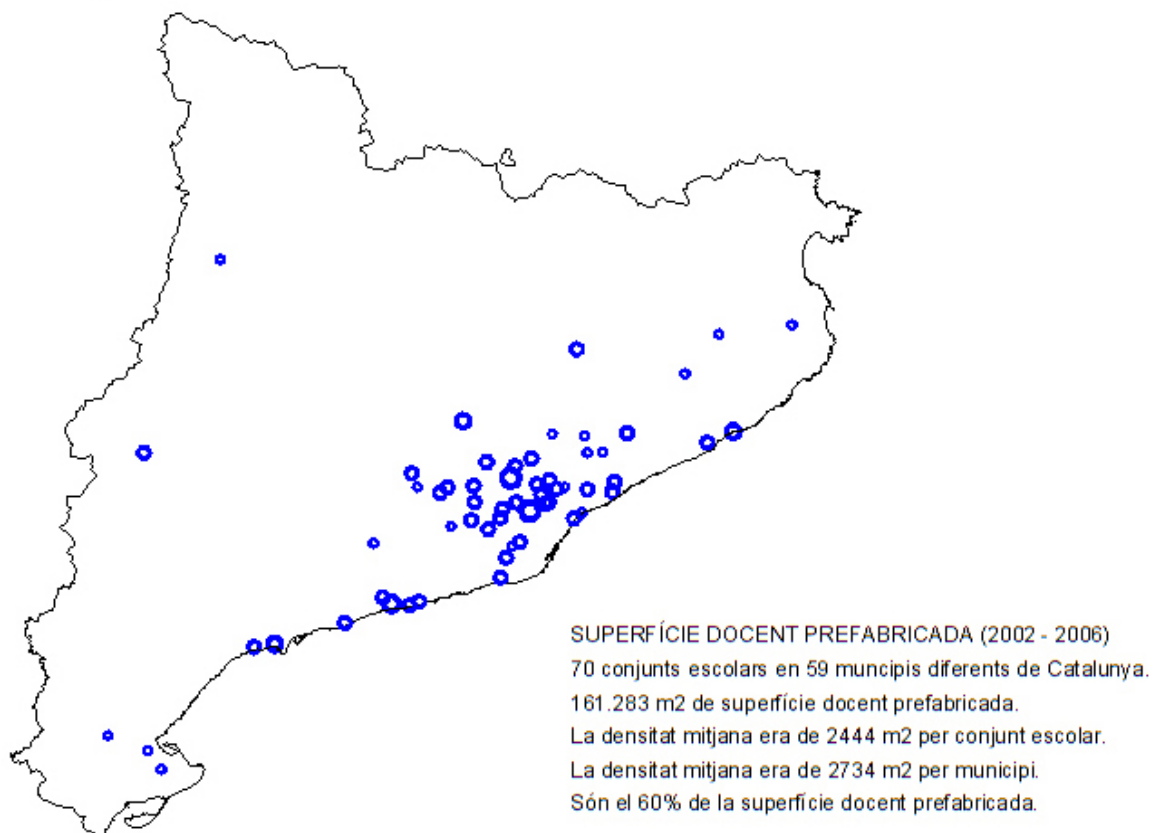 SUPERFÍCIE DOCENT PREFABRICADA (2002 - 2006)
70 conjunts escolars en 59 muncipis diferents de Catalunya.
161.283 m2 de superfície docent prefabricada.
La densitat mitjana era de 2444 m2 per conjunt escolar.
La densitat mitjana era de 2734 m2 per municipi.
Són el 60% de la superfície docent prefabricada.